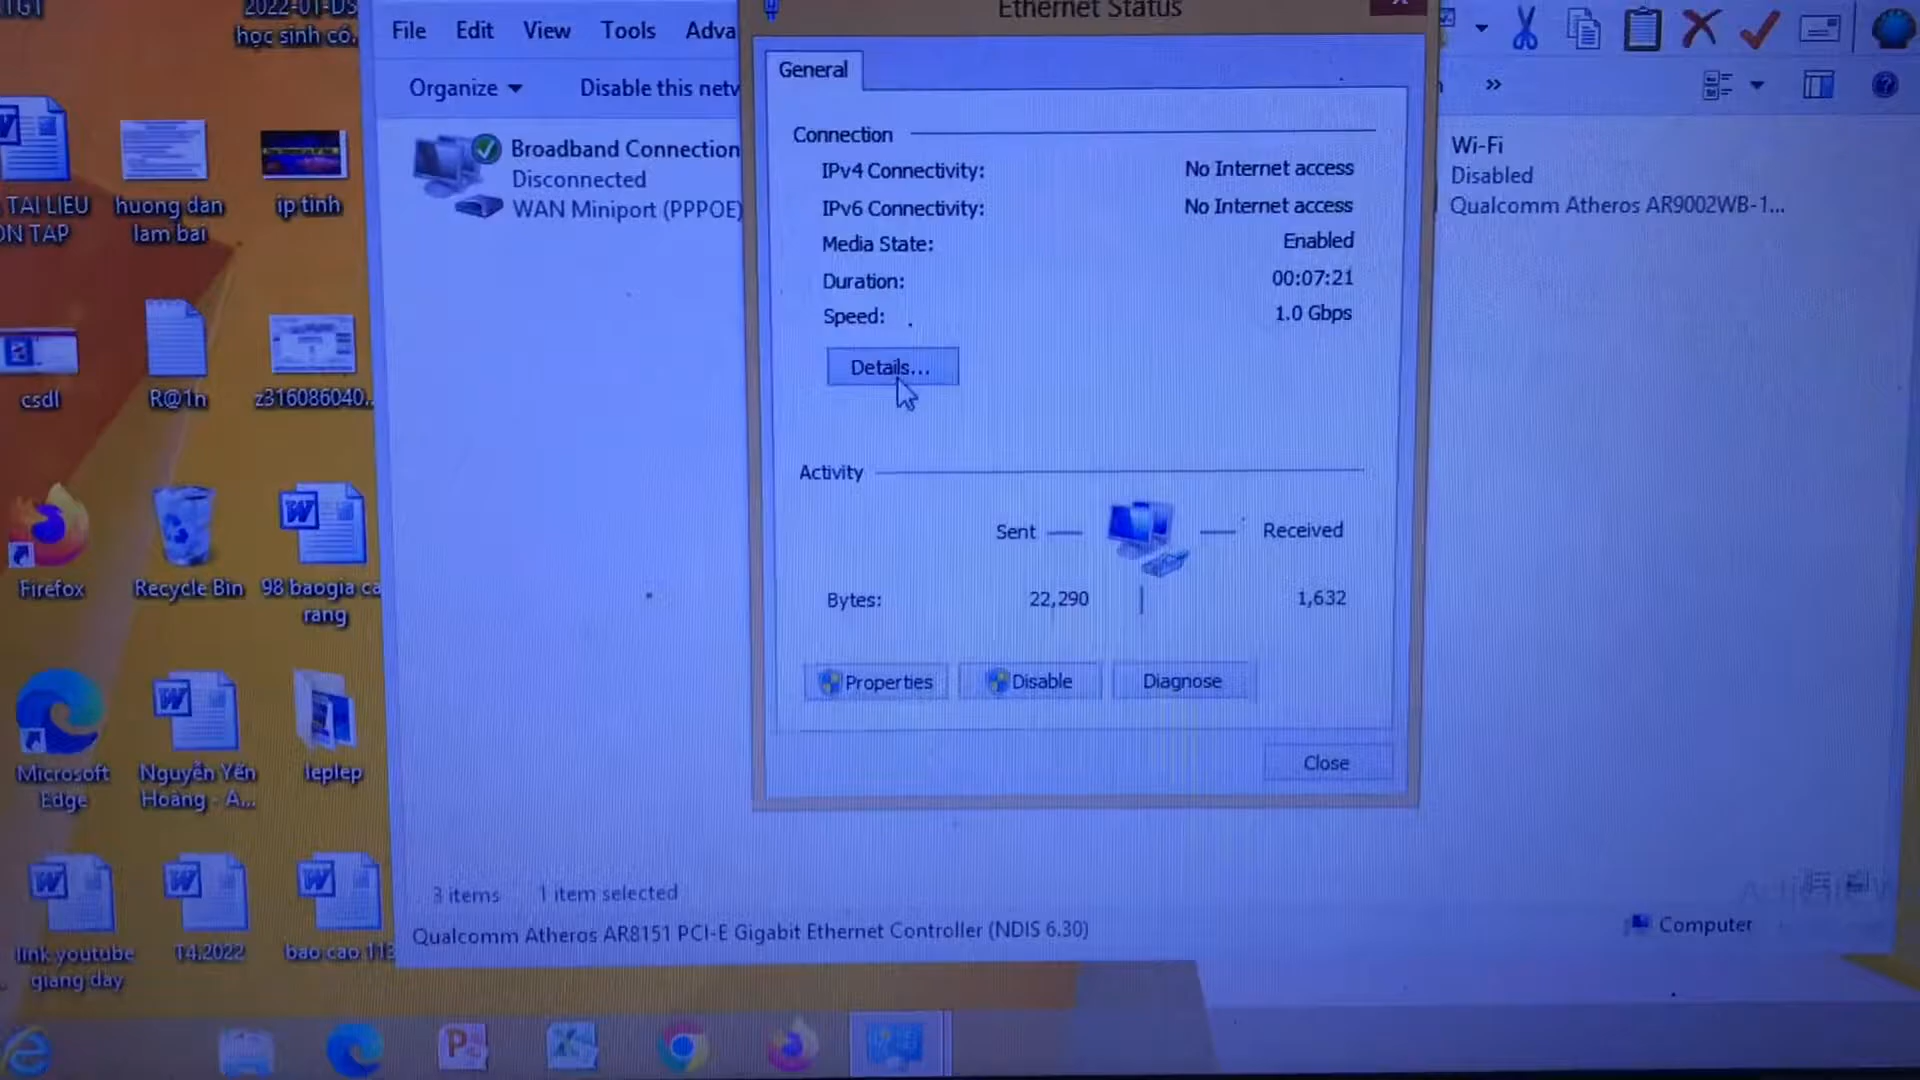 2022-01-DS
học sinh có.
TAI LIEU
ON TAP
huong dan
lam bai
ip tinh
csdl
R@1n
z316086040...
Firefox
Recycle Bin
98 baogia ca
rang
Microsoft
Edge
Nguyễn Yến
Hoàng - A...
leplep
link youtube
giang day
T4.2022
bao cao 113
File Edit View Tools Adva
Organize
Disable this netw
Broadband Connection
Disconnected
WAN Miniport (PPPOE)
Ethernet Status
General
Connection
IPv4 Connectivity: No Internet access
IPv6 Connectivity: No Internet access
Media State: Enabled
Duration: 00:07:21
Speed: 1.0 Gbps
Details...
Activity
Sent Received
Bytes: 22,290 1,632
Properties Disable Diagnose
Close
»
Wi-Fi
Disabled
Qualcomm Atheros AR9002WB-1...
3 items 1 item selected
Qualcomm Atheros AR8151 PCI-E Gigabit Ethernet Controller (NDIS 6.30)
Computer